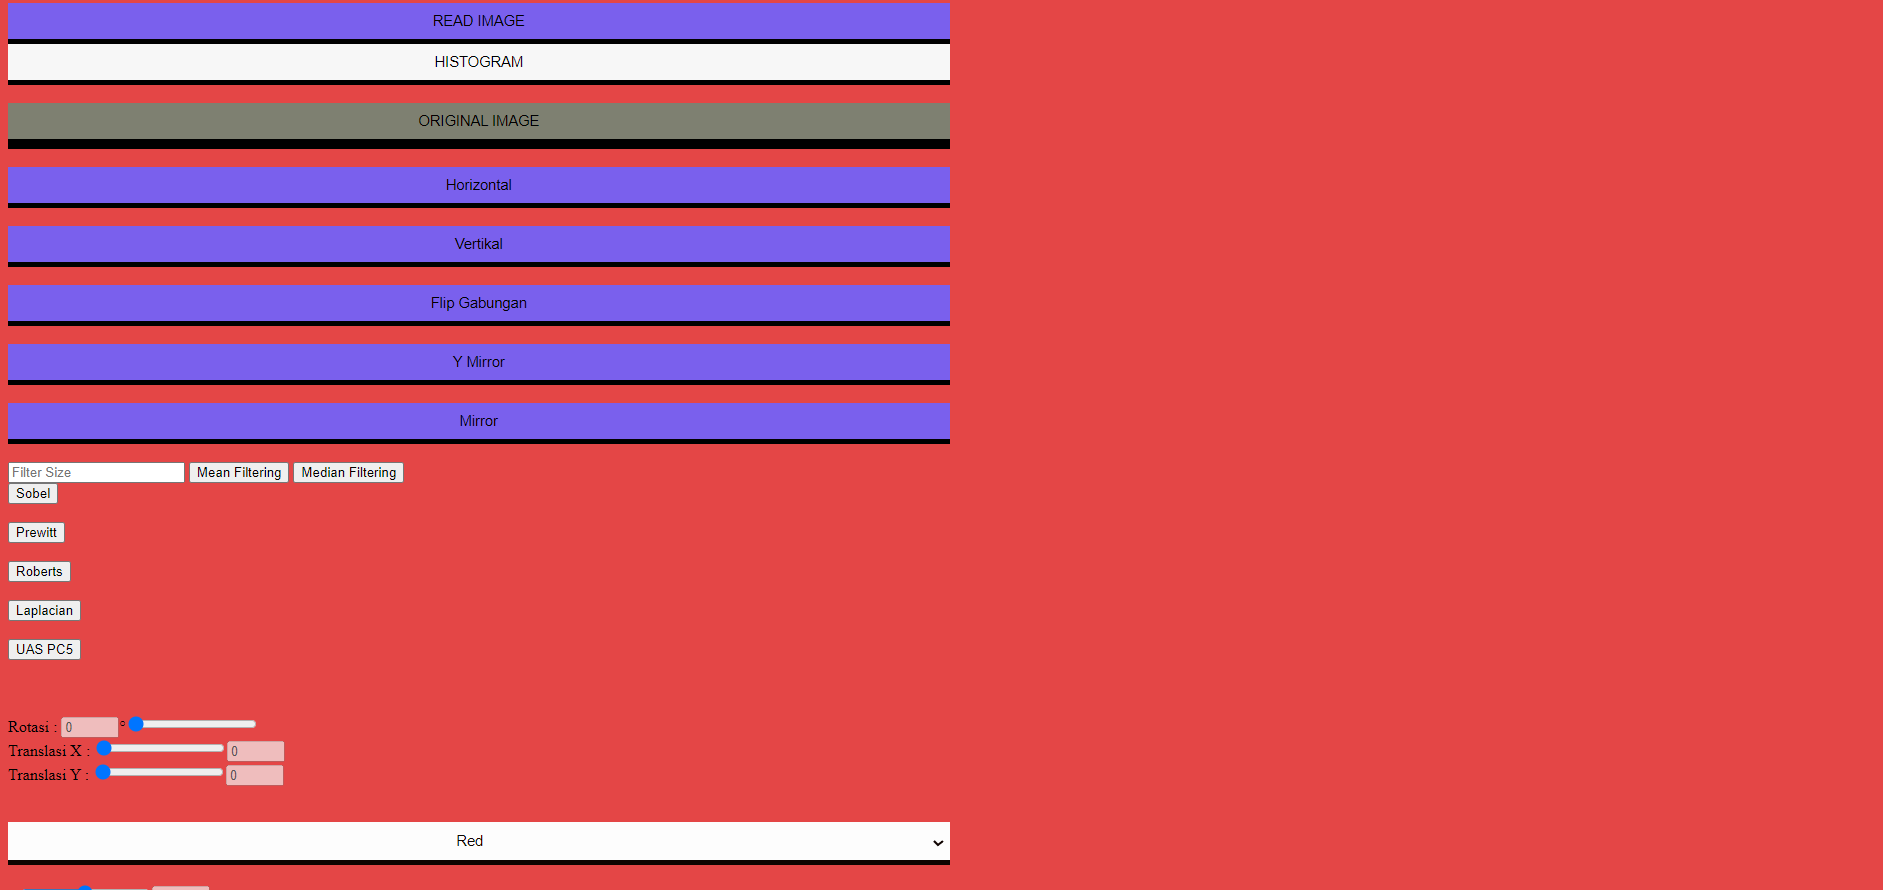 READ IMAGE
HISTOGRAM
ORIGINAL IMAGE
Horizontal
Vertikal
Flip Gabungan
Y Mirror
Mirror
Filter Size Mean Filtering Median Filtering
Sobel
Prewitt
Roberts
Laplacian
UAS PC5
Rotasi : 0 °
Translasi X : 0
Translasi Y : 0
Red